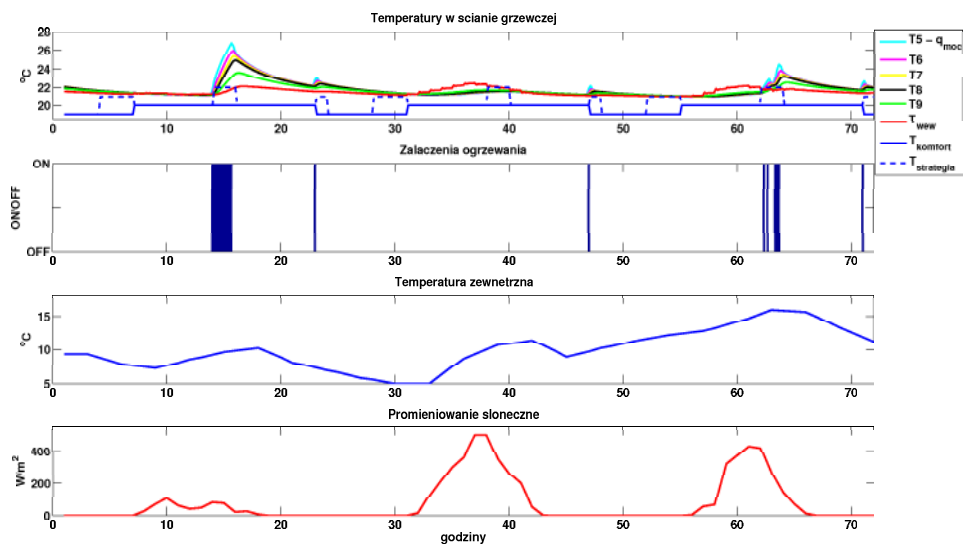 Temperatury w scianie grzewczej
°C
28
26
24
22
20
0 10 20 30 40 50 60 70
T5 − q moc
T6
T7
T8
T9
T wew
T komfort
T strategia
Zalaczenia ogrzewania
ON/OFF
ON
OFF
0 10 20 30 40 50 60 70
Temperatura zewnetrzna
°C
15
10
5
0 10 20 30 40 50 60 70
Promieniowanie sloneczne
W/m²
400
200
0
0 10 20 30 40 50 60 70
godziny